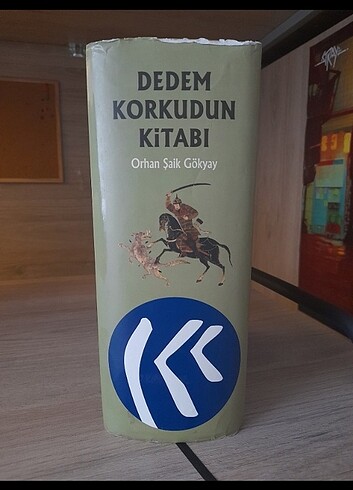 DEDEM
KORKUDUN
KİTABI
Orhan Şaik Gökyay